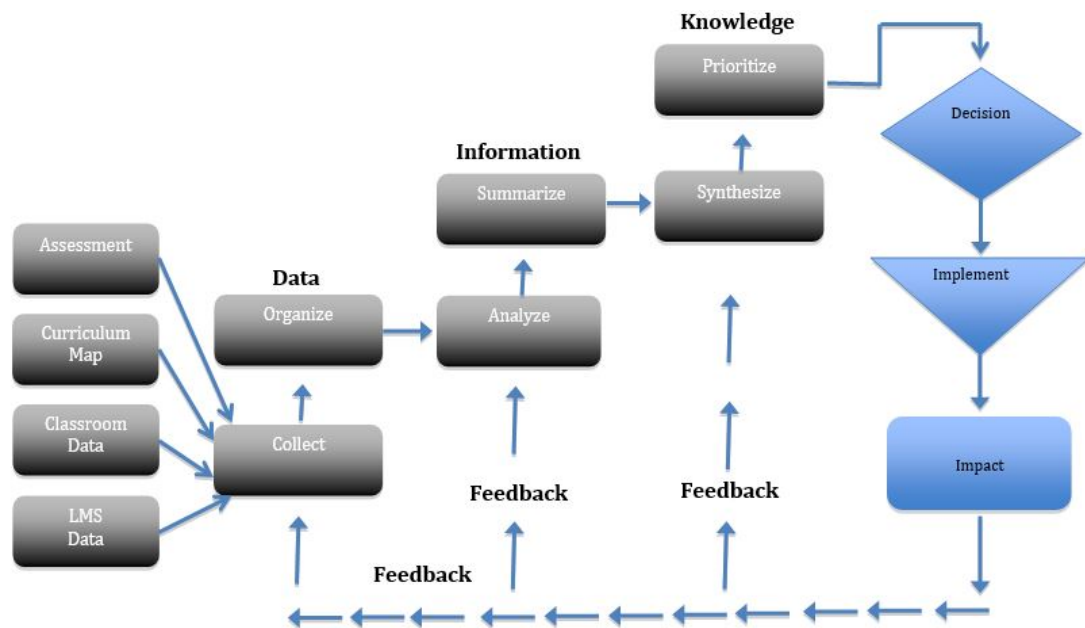 Knowledge
Prioritize
Decision
Information
Summarize
Synthesize
Assessment
Data
Implement
Organize
Analyze
Curriculum
Map
Classroom
Data
Collect
Impact
Feedback
Feedback
LMS
Data
Feedback